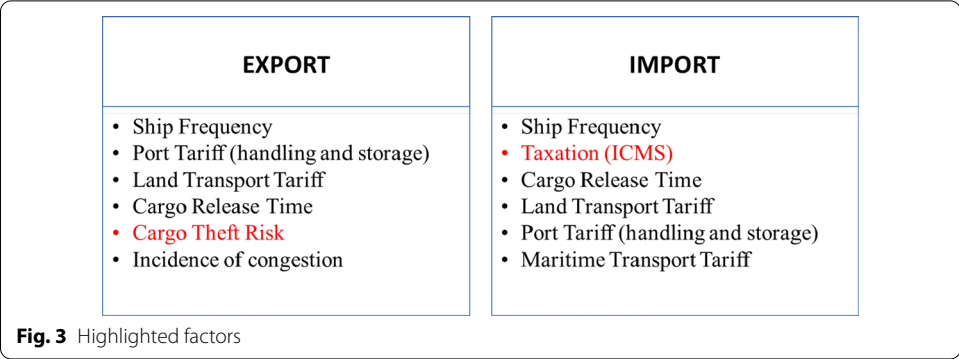 EXPORT
• Ship Frequency
• Port Tariff (handling and storage)
• Land Transport Tariff
• Cargo Release Time
• Cargo Theft Risk
• Incidence of congestion
IMPORT
• Ship Frequency
• Taxation (ICMS)
• Cargo Release Time
• Land Transport Tariff
• Port Tariff (handling and storage)
• Maritime Transport Tariff
Fig. 3 Highlighted factors